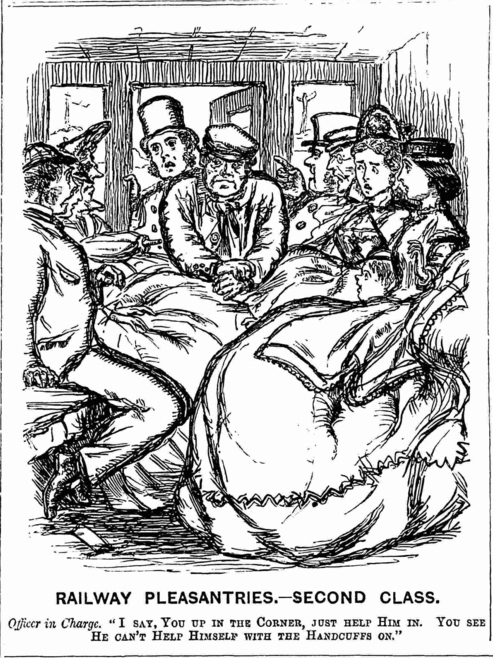 RAILWAY PLEASANTRIES.—SECOND CLASS.
Officer in Charge. "I SAY, YOU UP IN THE CORNER, JUST HELP HIM IN. YOU SEE
HE CAN'T HELP HIMSELF WITH THE HANDCUFFS ON."